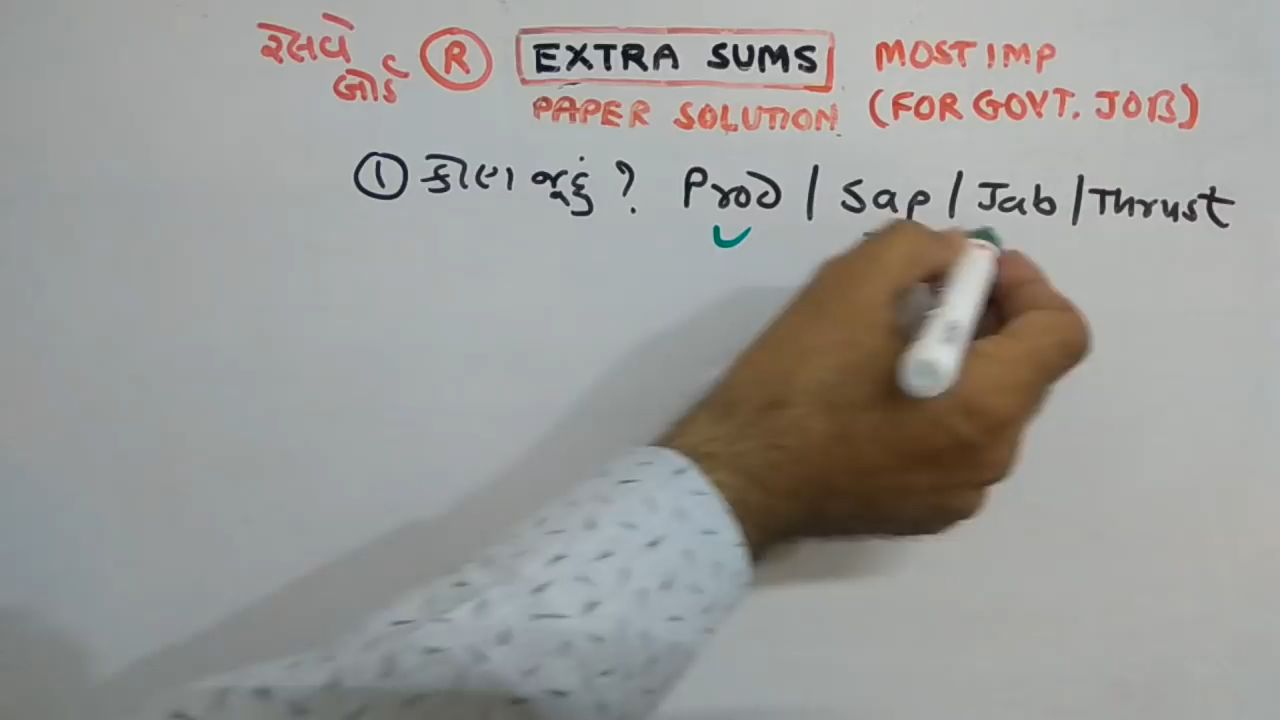 રેલવે બોર્ડ Ⓡ EXTRA SUMS MOST IMP
PAPER SOLUTION (FOR GOVT. JOB)
① કોણ જૂદું ? Prod / Sap / Jab / Thrust